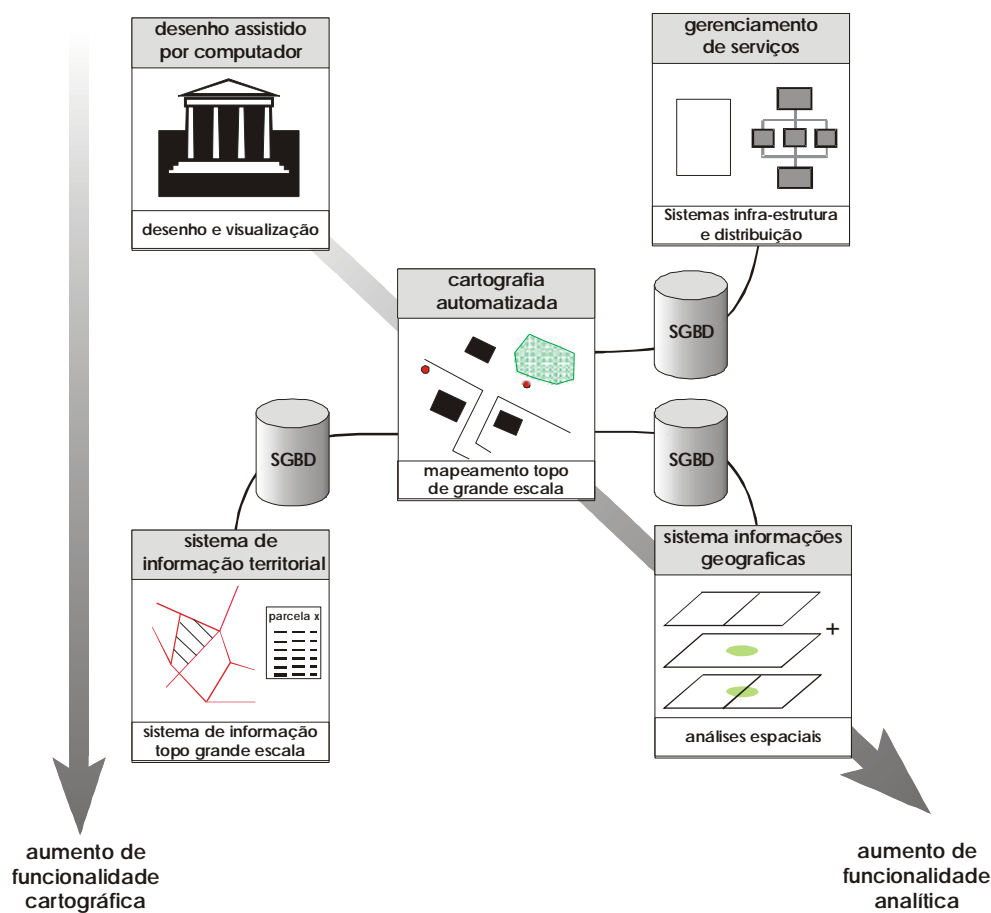 desenho assistido
por computador
desenho e visualização
gerenciamento
de serviços
Sistemas infra-estrutura
e distribuição
cartografia
automatizada
mapeamento topo
de grande escala
SGBD
SGBD
SGBD
sistema de
informação territorial
parcela x
sistema de informação
topo grande escala
sistema informações
geograficas
+
análises espaciais
aumento de
funcionalidade
cartográfica
aumento de
funcionalidade
analítica